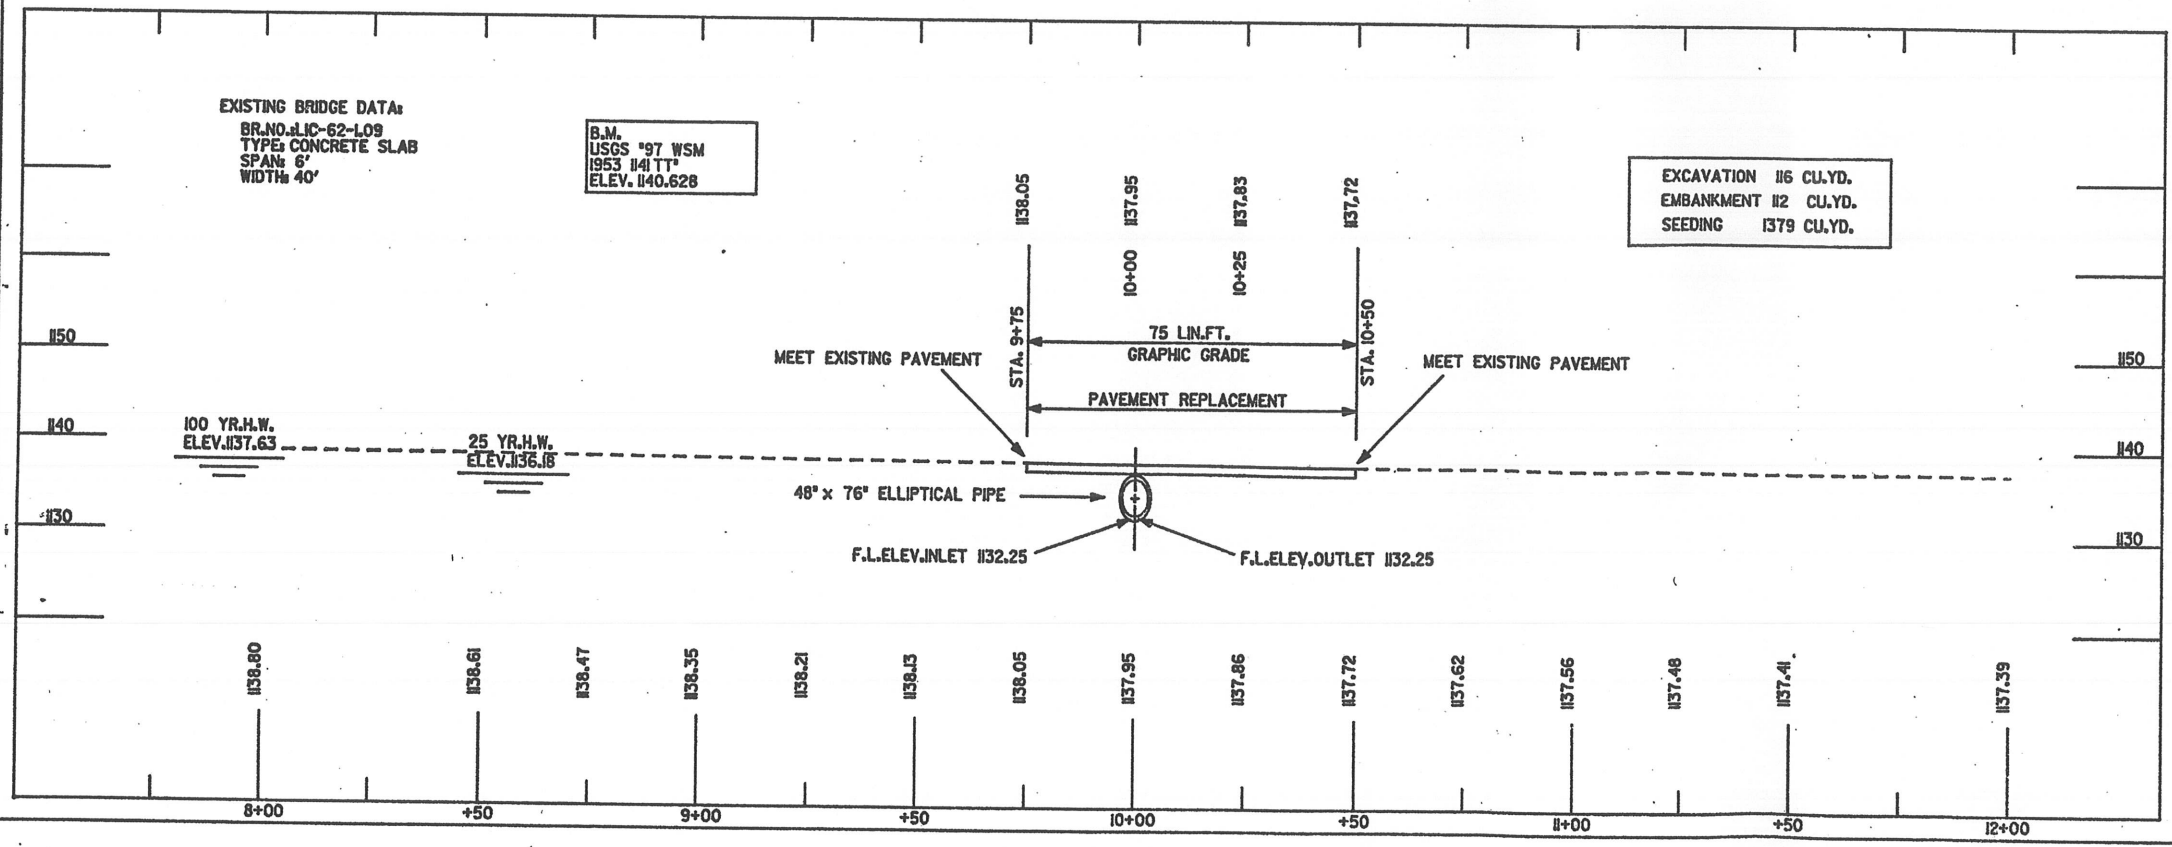 EXISTING BRIDGE DATA:
BR.NO.:LIC-62-1.09
TYPE: CONCRETE SLAB
SPAN: 6'
WIDTH: 40'
B.M.
USGS "97 WSM
1953 1141 TT"
ELEV. 1140.628
EXCAVATION 116 CU.YD.
EMBANKMENT 112 CU.YD.
SEEDING 1379 CU.YD.
1138.05
1137.95
1137.83
1137.72
10+00
10+25
STA. 9+75
STA. 10+50
75 LIN.FT.
GRAPHIC GRADE
PAVEMENT REPLACEMENT
MEET EXISTING PAVEMENT
MEET EXISTING PAVEMENT
1150
1150
1140
1140
1130
1130
100 YR.H.W.
ELEV.1137.63
25 YR.H.W.
ELEV.1136.18
48" x 76" ELLIPTICAL PIPE
F.L.ELEV.INLET 1132.25
F.L.ELEV.OUTLET 1132.25
1138.80
1138.61
1138.47
1138.35
1138.21
1138.13
1138.05
1137.95
1137.86
1137.72
1137.62
1137.56
1137.48
1137.41
1137.39
8+00
+50
9+00
+50
10+00
+50
11+00
+50
12+00